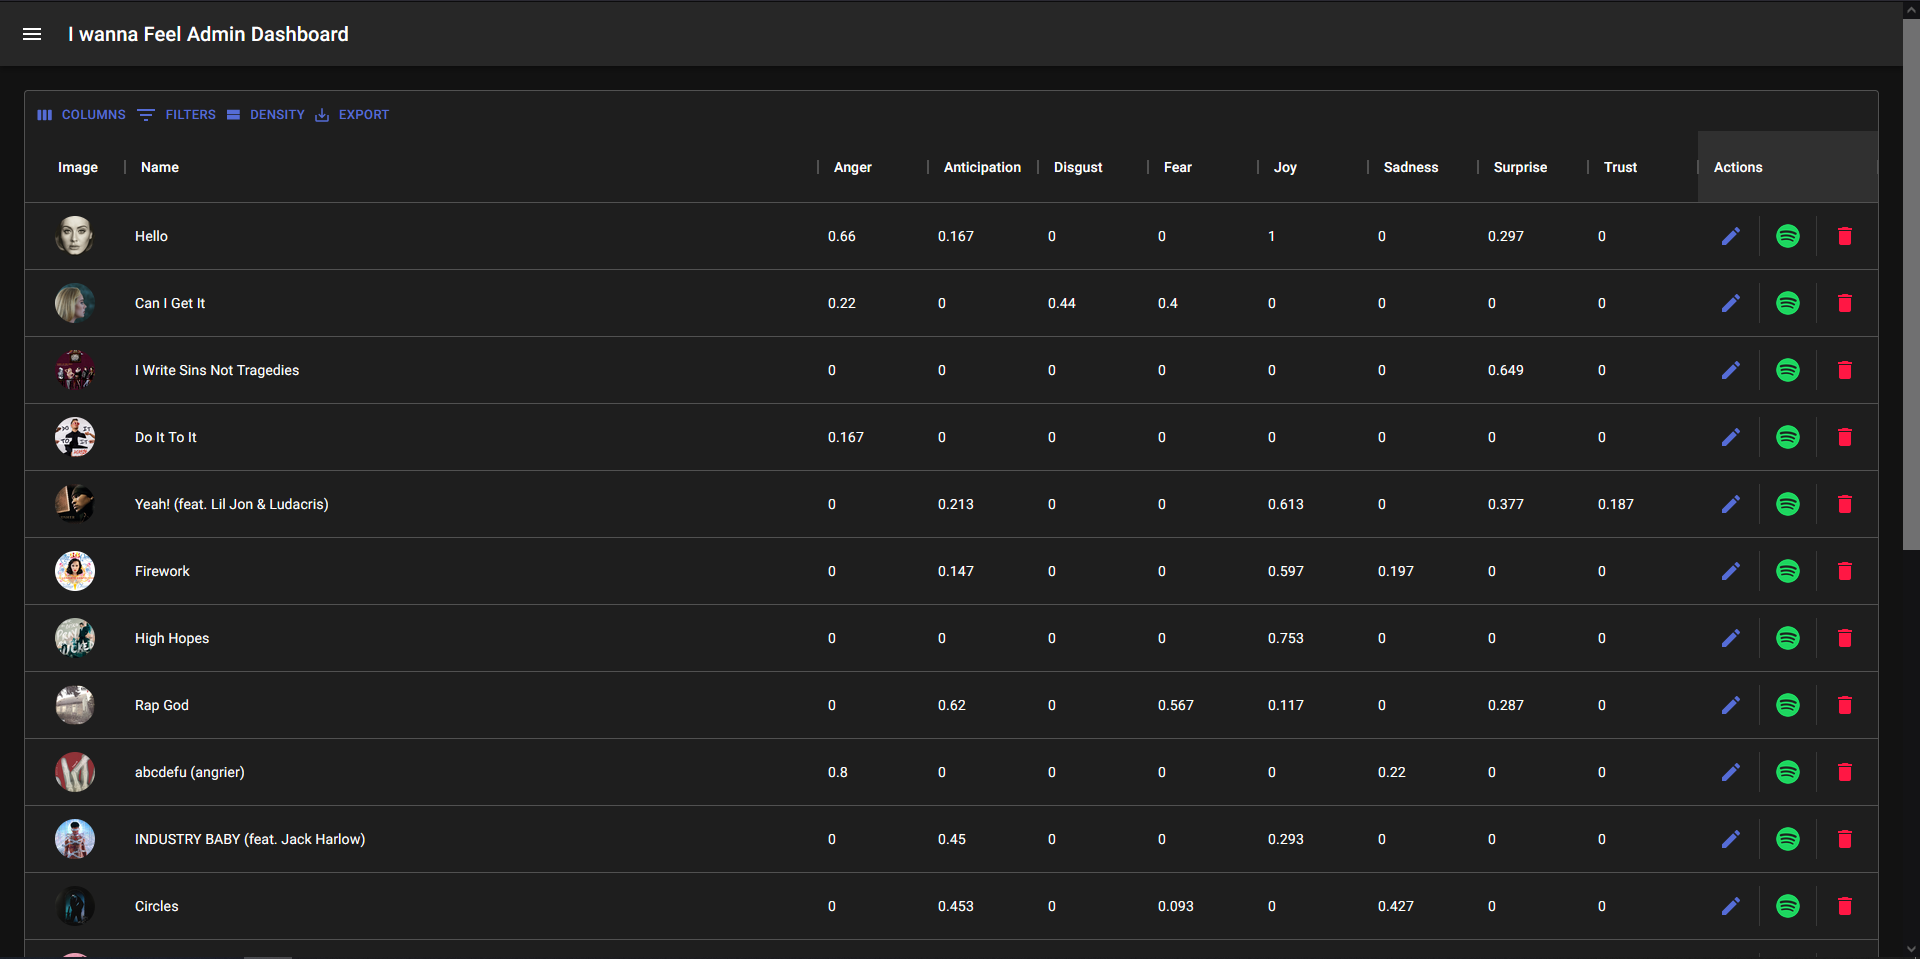 I wanna Feel Admin Dashboard
COLUMNS FILTERS DENSITY EXPORT
Image Name Anger Anticipation Disgust Fear Joy Sadness Surprise Trust Actions
Hello 0.66 0.167 0 0 1 0 0.297 0
Can I Get It 0.22 0 0.44 0.4 0 0 0 0
I Write Sins Not Tragedies 0 0 0 0 0 0 0.649 0
DO IT
TO IT
Do It To It 0.167 0 0 0 0 0 0 0
Yeah! (feat. Lil Jon & Ludacris) 0 0.213 0 0 0.613 0 0.377 0.187
Firework 0 0.147 0 0 0.597 0.197 0 0
High Hopes 0 0 0 0 0.753 0 0 0
Rap God 0 0.62 0 0.567 0.117 0 0.287 0
abcdefu (angrier) 0.8 0 0 0 0 0.22 0 0
INDUSTRY BABY (feat. Jack Harlow) 0 0.45 0 0 0.293 0 0 0
Circles 0 0.453 0 0.093 0 0.427 0 0